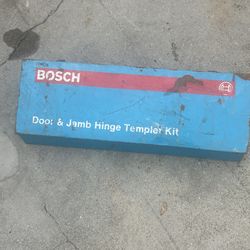 BOSCH
Door & Jamb Hinge Templet Kit